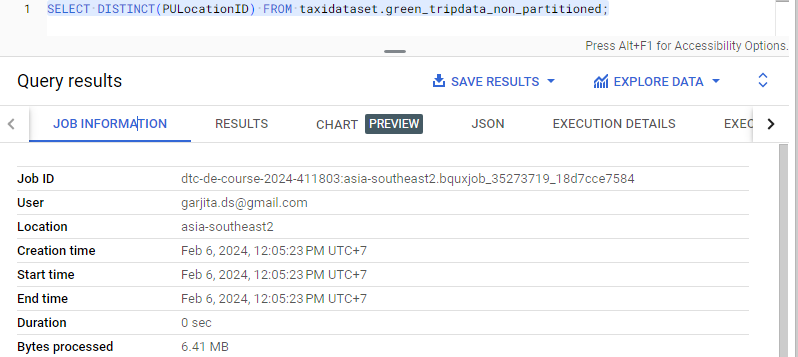 1 SELECT DISTINCT(PULocationID) FROM taxidataset.green_tripdata_non_partitioned;
Press Alt+F1 for Accessibility Options.
Query results SAVE RESULTS EXPLORE DATA
JOB INFORMATION RESULTS CHART PREVIEW JSON EXECUTION DETAILS EXEC
Job ID dtc-de-course-2024-411803:asia-southeast2.bquxjob_35273719_18d7cce7584
User garjita.ds@gmail.com
Location asia-southeast2
Creation time Feb 6, 2024, 12:05:23 PM UTC+7
Start time Feb 6, 2024, 12:05:23 PM UTC+7
End time Feb 6, 2024, 12:05:23 PM UTC+7
Duration 0 sec
Bytes processed 6.41 MB